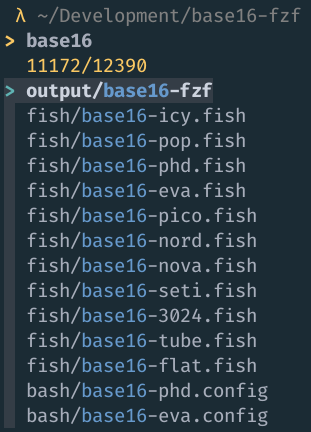 λ ~/Development/base16-fzf
> base16
11172/12390
> output/base16-fzf
fish/base16-icy.fish
fish/base16-pop.fish
fish/base16-phd.fish
fish/base16-eva.fish
fish/base16-pico.fish
fish/base16-nord.fish
fish/base16-nova.fish
fish/base16-seti.fish
fish/base16-3024.fish
fish/base16-tube.fish
fish/base16-flat.fish
bash/base16-phd.config
bash/base16-eva.config